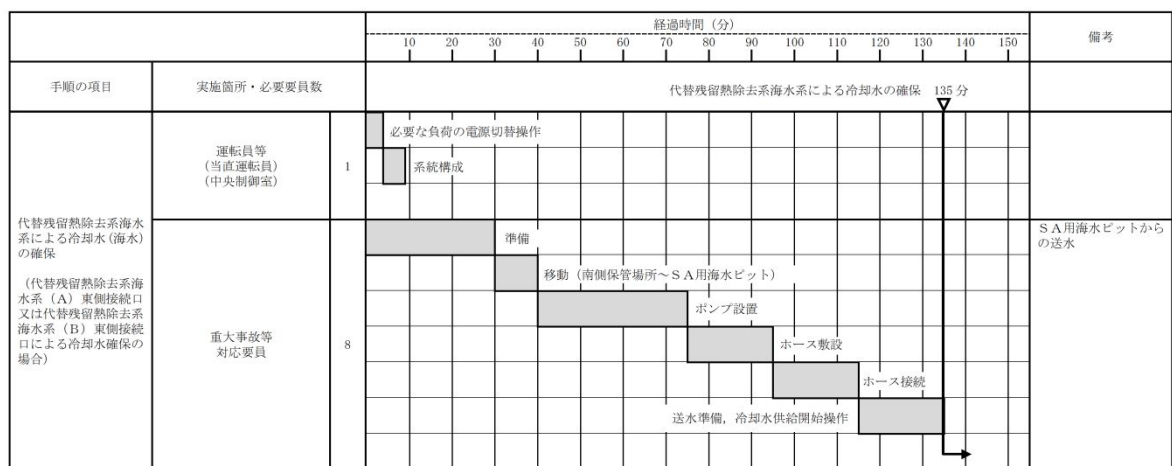 経過時間（分）
備考
10 20 30 40 50 60 70 80 90 100 110 120 130 140 150
手順の項目
実施箇所・必要要員数
代替残留熱除去系海水系による冷却水の確保 135分
運転員等
（当直運転員）
（中央制御室）
1
必要な負荷の電源切替操作
系統構成
代替残留熱除去系海水
系による冷却水（海水）
の確保
（代替残留熱除去系海
水系（A）東側接続口
又は代替残留熱除去系
海水系（B）東側接続
口による冷却水確保の
場合）
重大事故等
対応要員
8
準備
移動（南側保管場所～ＳＡ用海水ピット）
ポンプ設置
ホース敷設
ホース接続
送水準備，冷却水供給開始操作
ＳＡ用海水ピットから
の送水